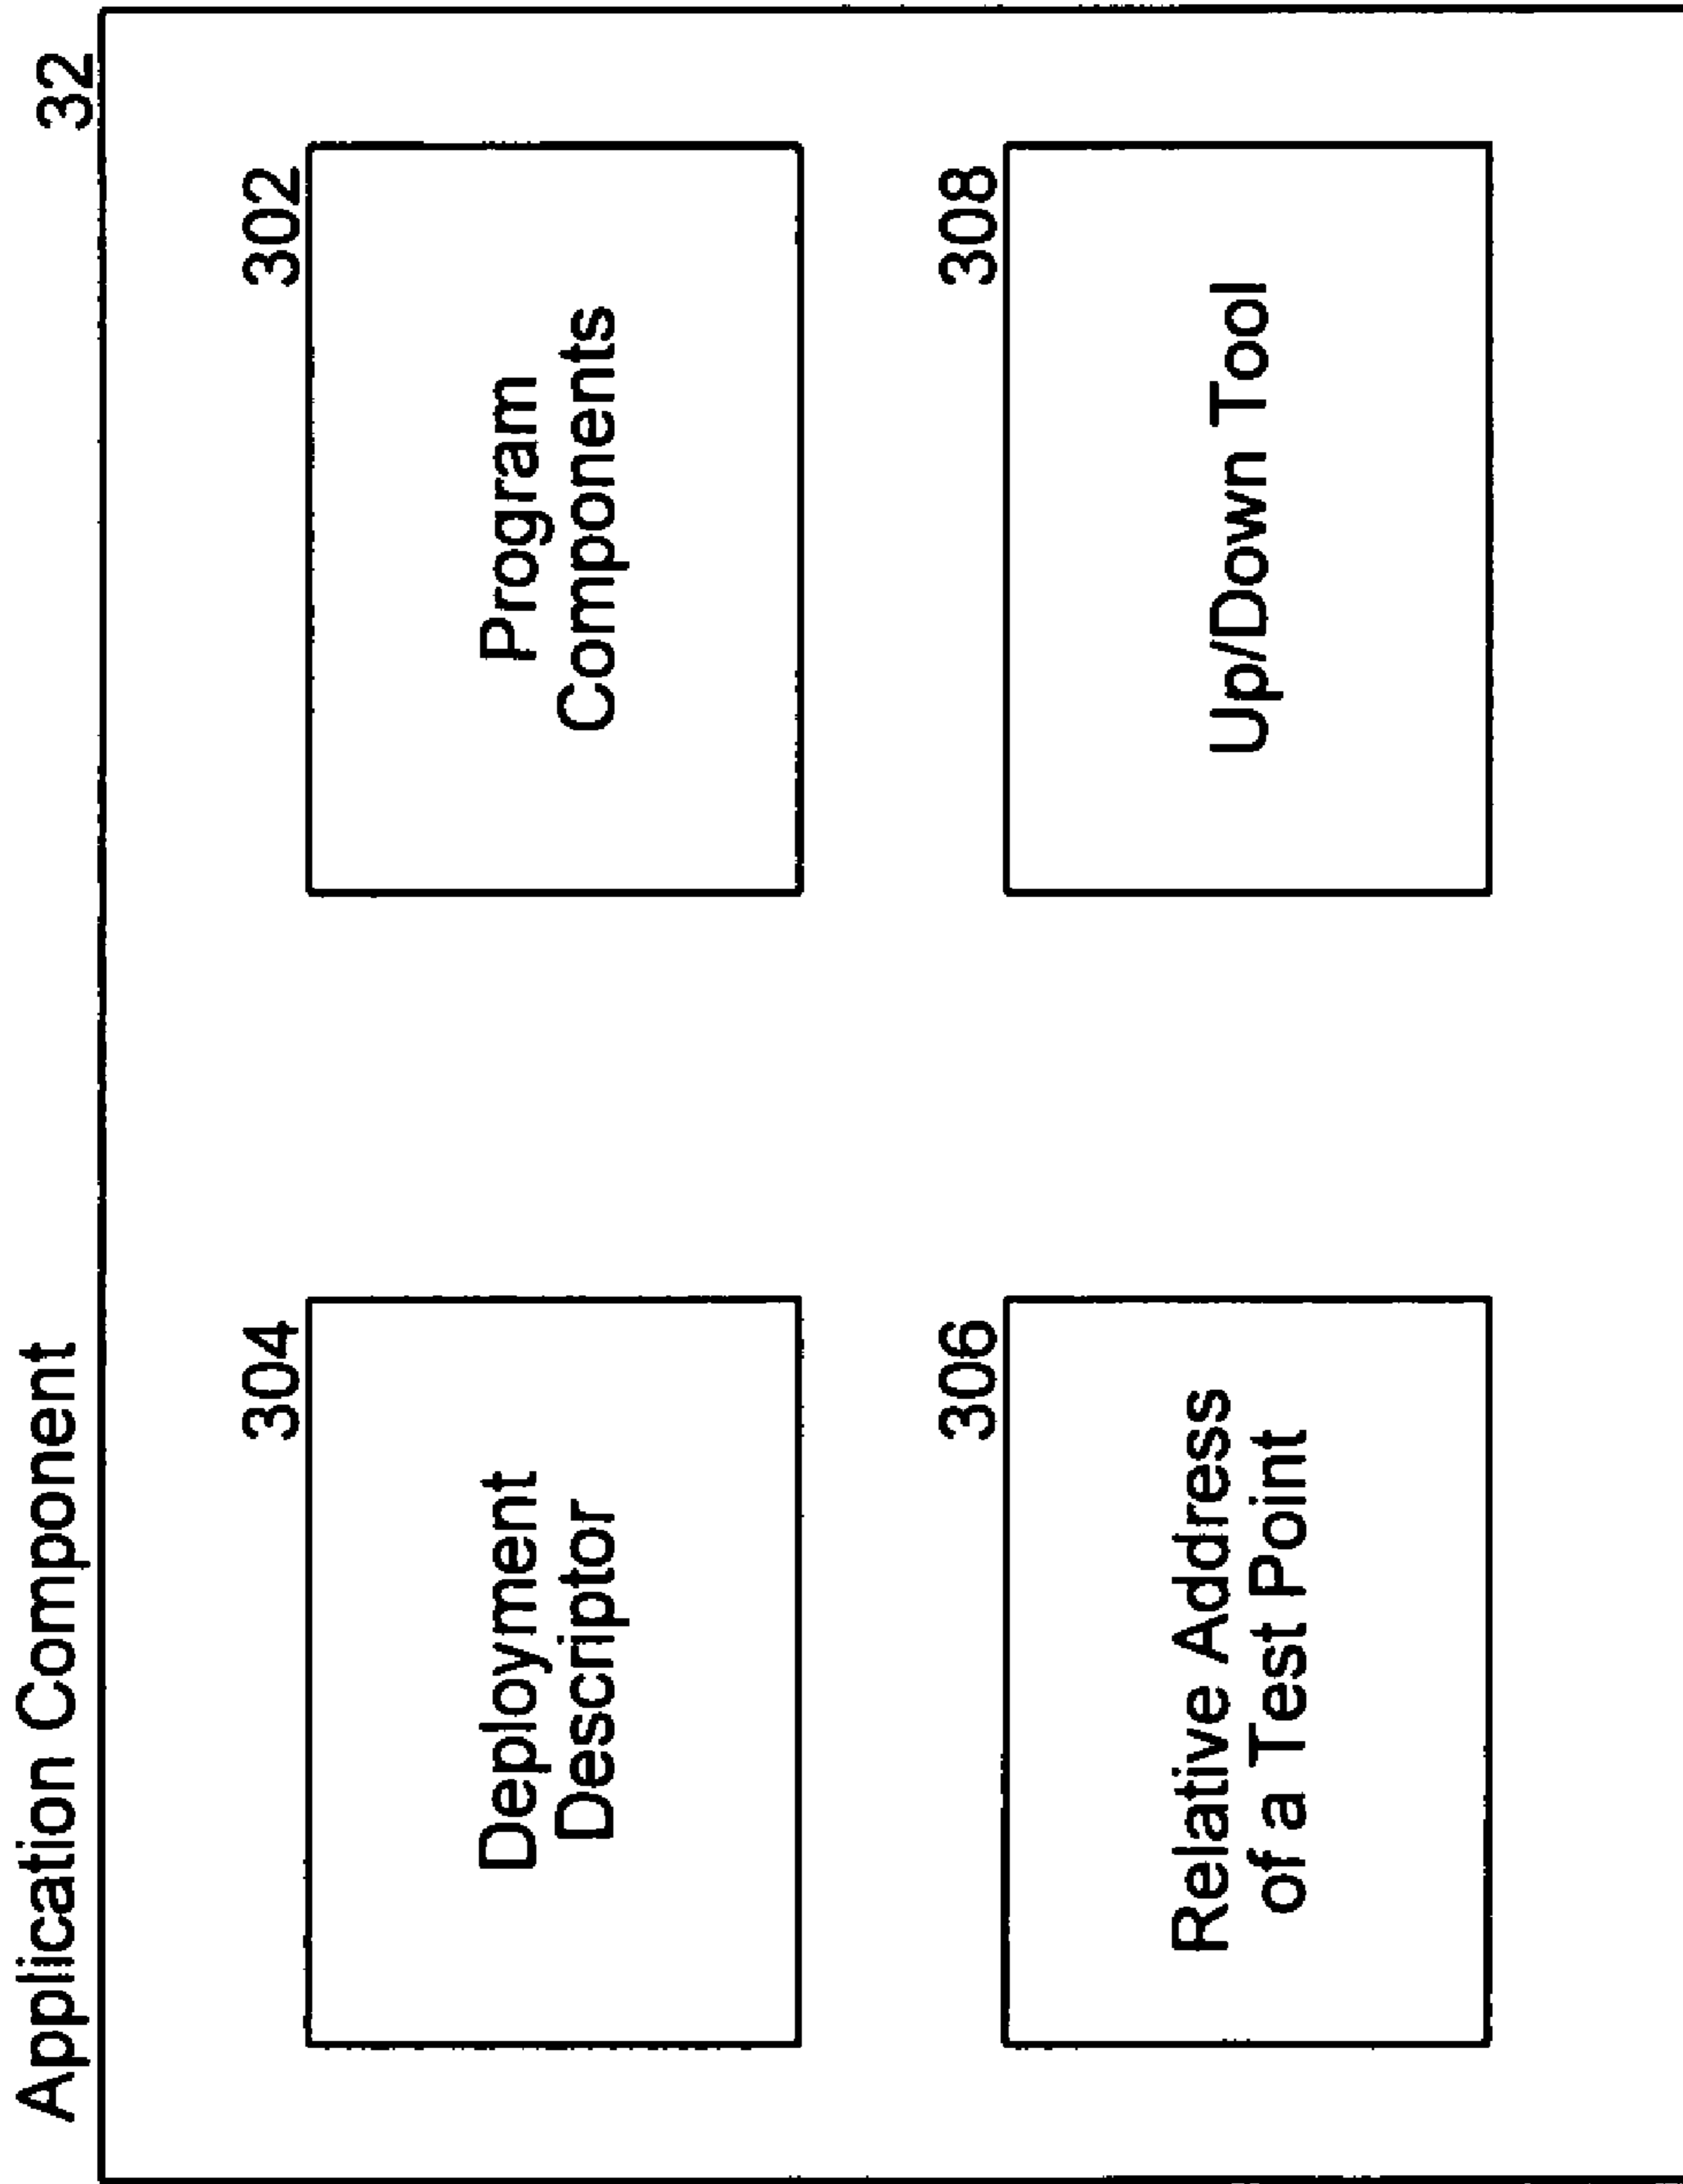 Application Component
32
304
Deployment
Descriptor
302
Program
Components
306
Relative Address
of a Test Point
308
Up/Down Tool